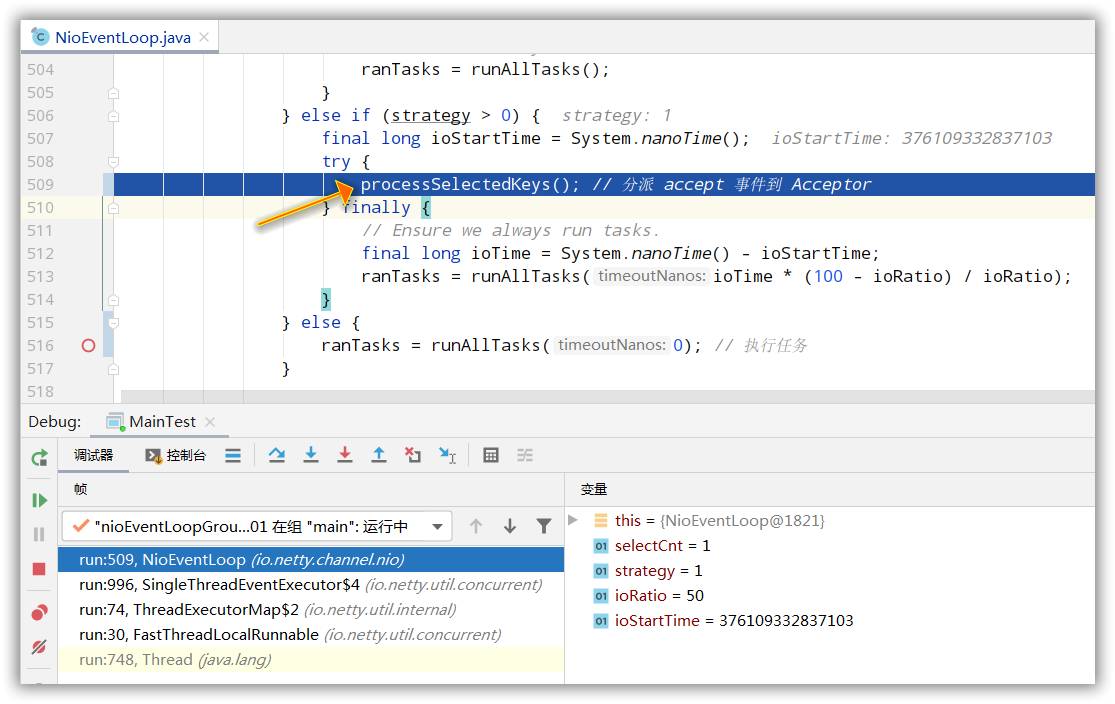 NioEventLoop.java
504 ranTasks = runAllTasks();
505 }
506 } else if (strategy > 0) { strategy: 1
507 final long ioStartTime = System.nanoTime(); ioStartTime: 376109332837103
508 try {
509 processSelectedKeys(); // 分派 accept 事件到 Acceptor
510 } finally {
511 // Ensure we always run tasks.
512 final long ioTime = System.nanoTime() - ioStartTime;
513 ranTasks = runAllTasks( timeoutNanos: ioTime * (100 - ioRatio) / ioRatio);
514 }
515 } else {
516 ranTasks = runAllTasks( timeoutNanos: 0); // 执行任务
517 }
518
Debug: MainTest
调试器 控制台
帧
"nioEventLoopGrou...01 在组 "main": 运行中
run:509, NioEventLoop (io.netty.channel.nio)
run:996, SingleThreadEventExecutor$4 (io.netty.util.concurrent)
run:74, ThreadExecutorMap$2 (io.netty.util.internal)
run:30, FastThreadLocalRunnable (io.netty.util.concurrent)
run:748, Thread (java.lang)
变量
this = {NioEventLoop@1821}
01 selectCnt = 1
01 strategy = 1
01 ioRatio = 50
01 ioStartTime = 376109332837103